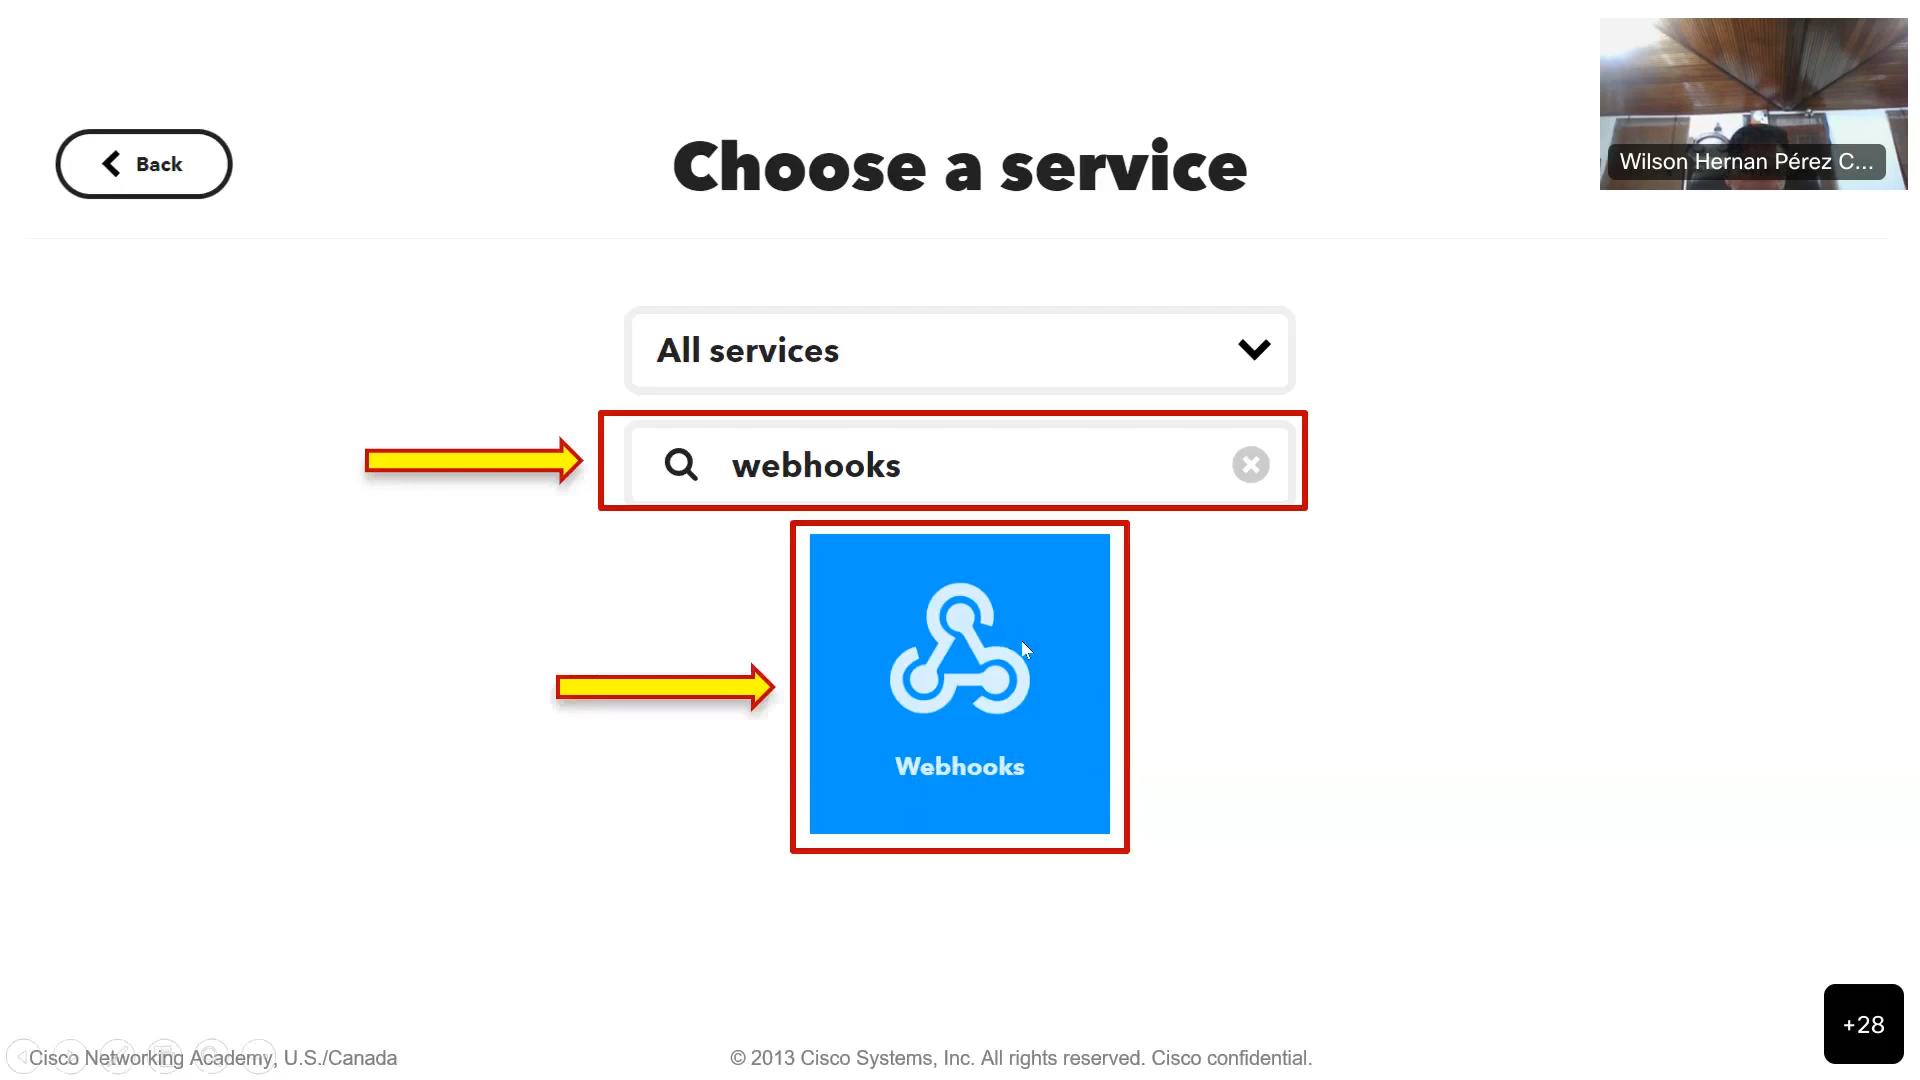 Wilson Hernan Pérez C...
Back
Choose a service
All services
webhooks
Webhooks
+28
Cisco Networking Academy, U.S./Canada
© 2013 Cisco Systems, Inc. All rights reserved. Cisco confidential.